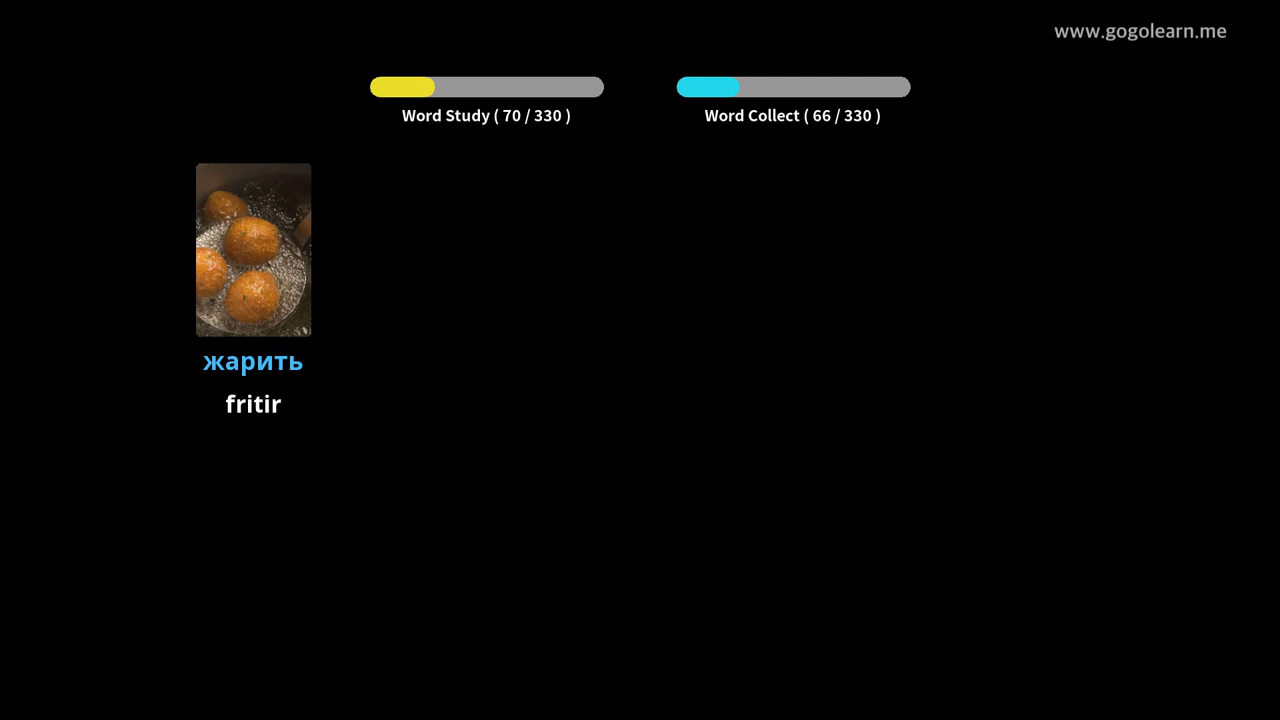 www.gogolearn.me
Word Study ( 70 / 330 )
Word Collect ( 66 / 330 )
жарить
fritir